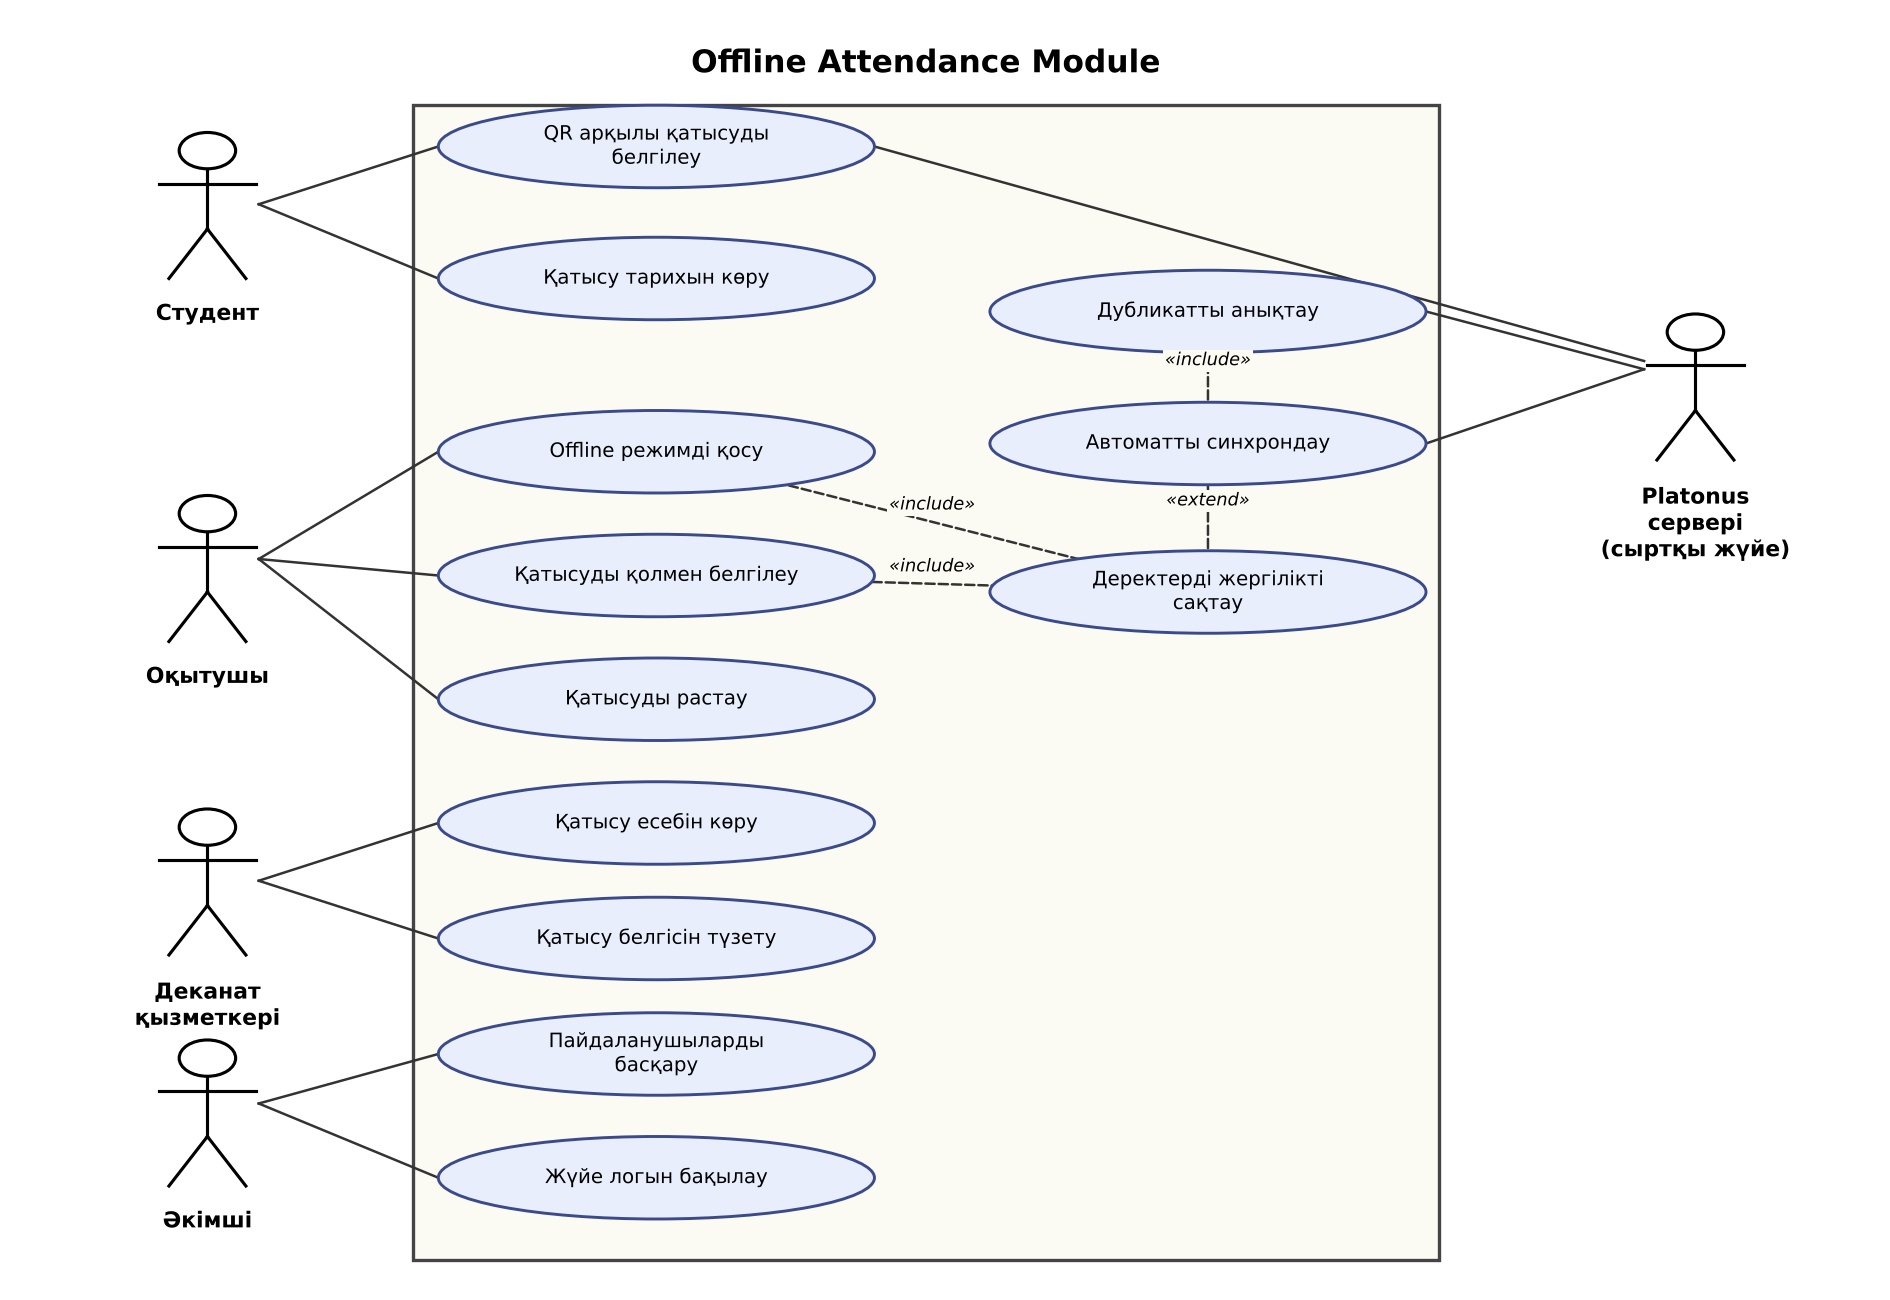 Offline Attendance Module
QR арқылы қатысуды
белгілеу
Қатысу тарихын көру
Студент
Дубликатты анықтау
«include»
Автоматты синхрондау
«extend»
Offline режимді қосу
«include»
Қатысуды қолмен белгілеу
«include»
Деректерді жергілікті
сақтау
Platonus
сервері
(сыртқы жүйе)
Оқытушы
Қатысуды растау
Қатысу есебін көру
Қатысу белгісін түзету
Деканат
қызметкері
Пайдаланушыларды
басқару
Жүйе логын бақылау
Әкімші